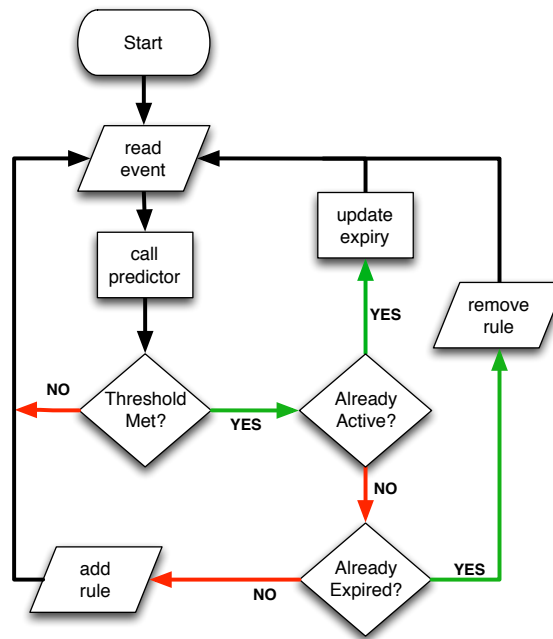 Start
read
event
call
predictor
update
expiry
remove
rule
YES
NO
Threshold
Met?
YES
Already
Active?
NO
add
rule
NO
Already
Expired?
YES